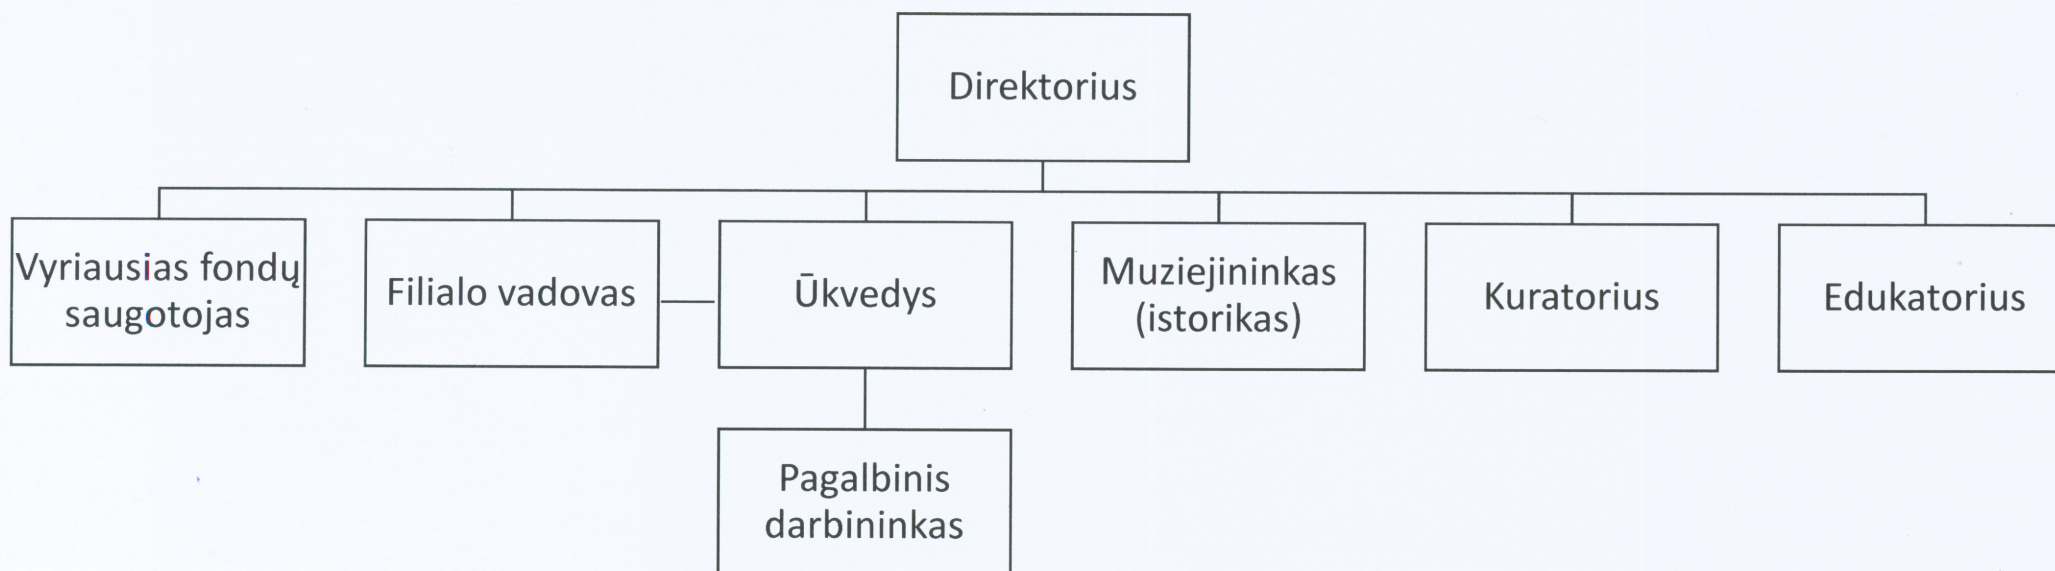 Direktorius
Vyriausias fondų
saugotojas
Filialo vadovas
Ūkvedys
Muziejininkas
(istorikas)
Kuratorius
Edukatorius
Pagalbinis
darbininkas